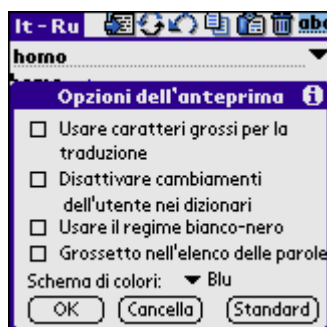 It - Ru
abc
horno
Opzioni dell'anteprima
Usare caratteri grossi per la
traduzione
Disattivare cambiamenti
dell'utente nei dizionari
Usare il regime bianco-nero
Grossetto nell'elenco delle parole
Schema di colori: Blu
OK Cancella Standard